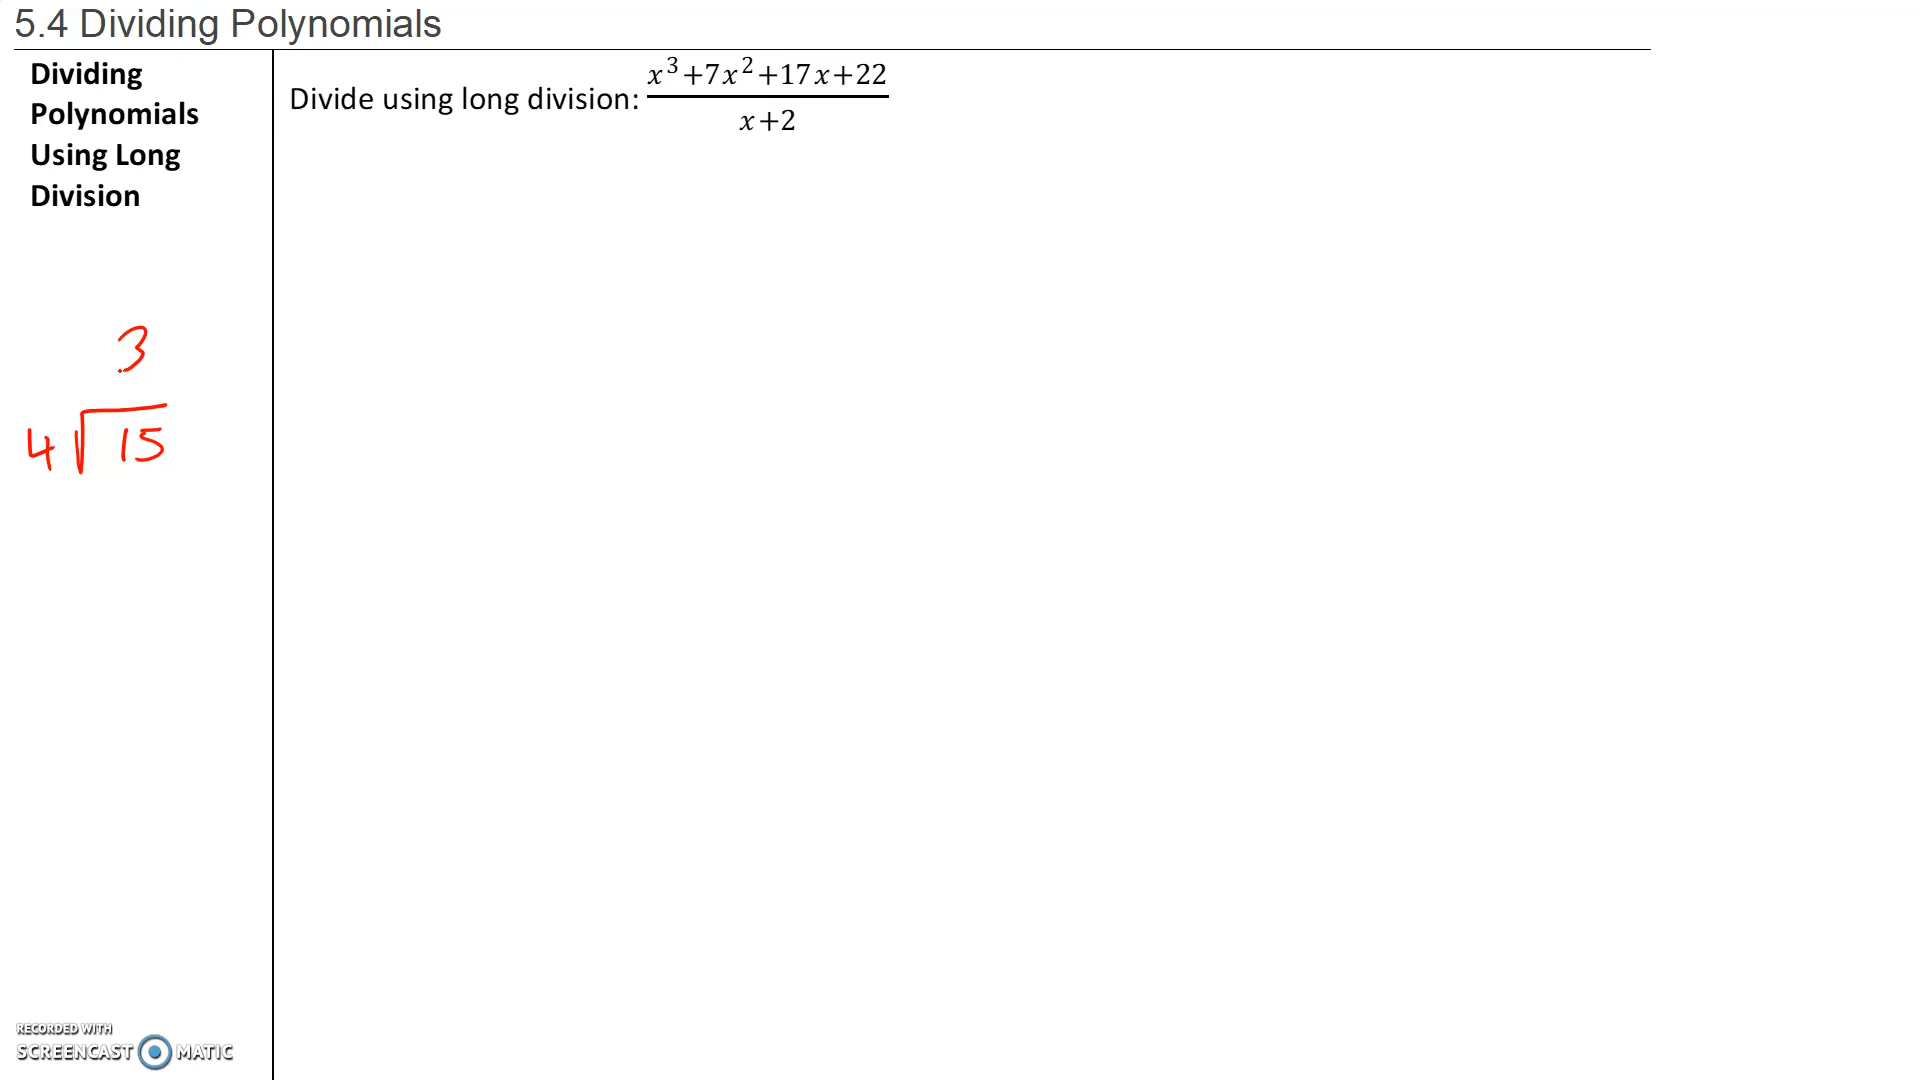 5.4 Dividing Polynomials
Dividing
Polynomials
Using Long
Division
Divide using long division: \frac{x^3+7x^2+17x+22}{x+2}
3
4√15
RECORDED WITH
SCREENCAST MATIC